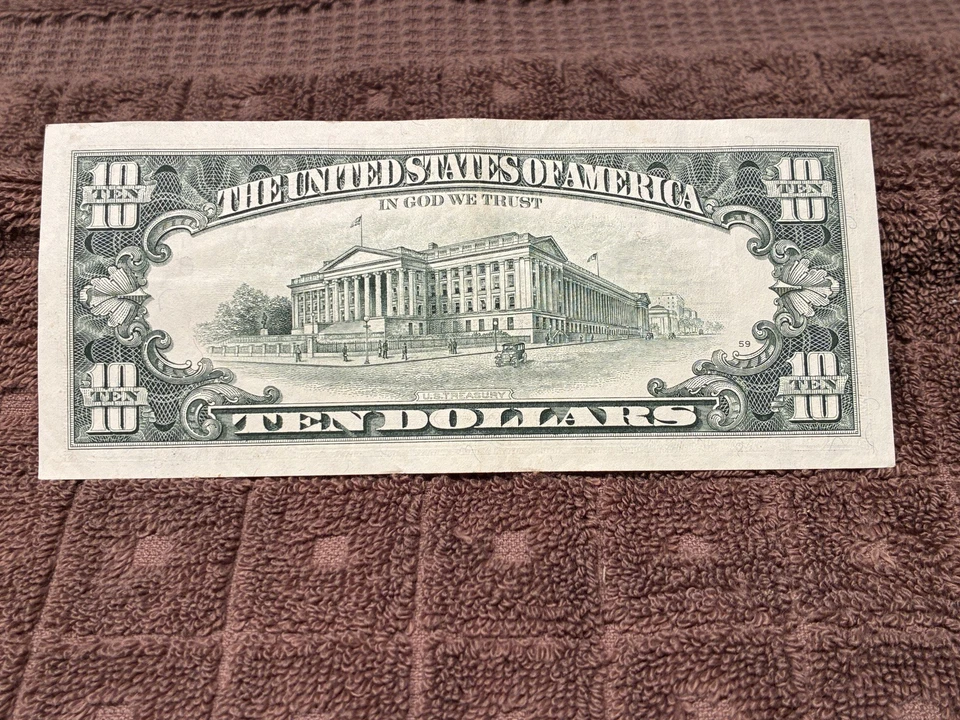 10 TEN 10
THE UNITED STATES OF AMERICA
10 TEN 10
IN GOD WE TRUST
59
U.S. TREASURY
10 TEN 10
TEN DOLLARS
10 TEN 10